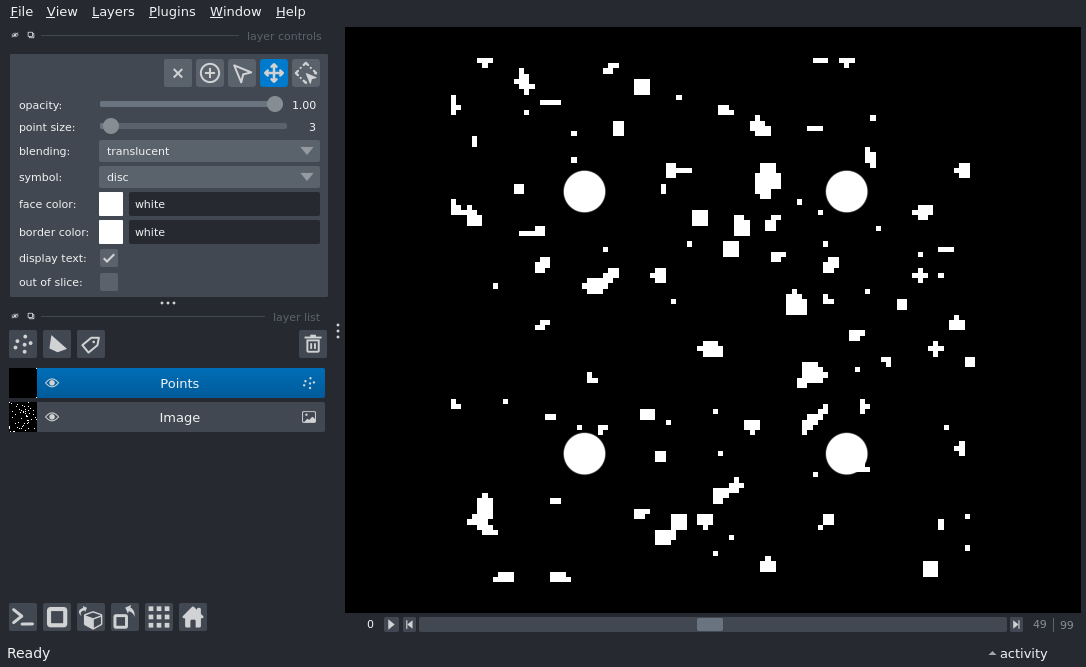 File View Layers Plugins Window Help
layer controls
opacity: 1.00
point size: 3
blending: translucent
symbol: disc
face color: white
border color: white
display text:
out of slice:
layer list
Points
Image
0 49 99
Ready activity